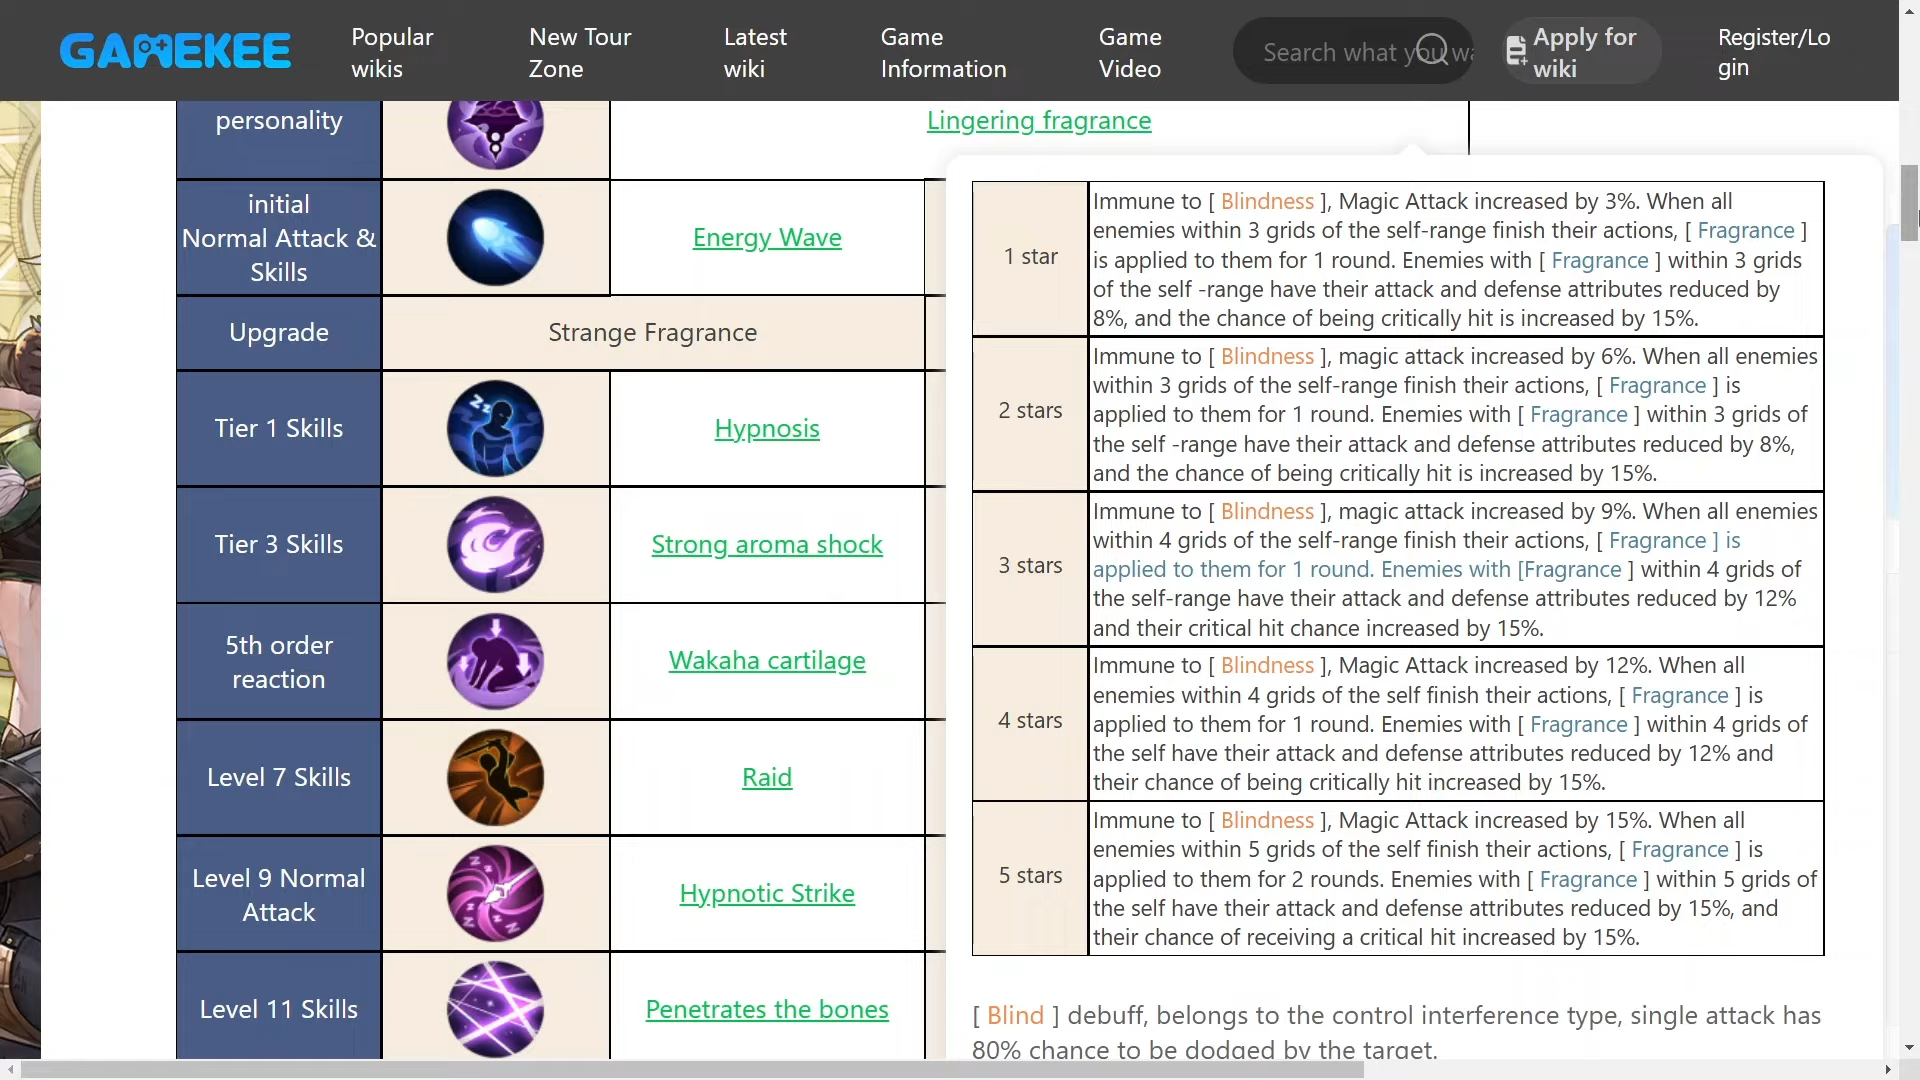 GAMEKEE
Popular wikis
New Tour Zone
Latest wiki
Game Information
Game Video
Search what you wa
Apply for wiki
Register/Lo
gin
personality
Lingering fragrance
initial
Normal Attack &
Skills
Energy Wave
Upgrade
Strange Fragrance
Tier 1 Skills
Hypnosis
Tier 3 Skills
Strong aroma shock
5th order
reaction
Wakaha cartilage
Level 7 Skills
Raid
Level 9 Normal
Attack
Hypnotic Strike
Level 11 Skills
Penetrates the bones
1 star
Immune to [ Blindness ], Magic Attack increased by 3%. When all
enemies within 3 grids of the self-range finish their actions, [ Fragrance ]
is applied to them for 1 round. Enemies with [ Fragrance ] within 3 grids
of the self -range have their attack and defense attributes reduced by
8%, and the chance of being critically hit is increased by 15%.
2 stars
Immune to [ Blindness ], magic attack increased by 6%. When all enemies
within 3 grids of the self-range finish their actions, [ Fragrance ] is
applied to them for 1 round. Enemies with [ Fragrance ] within 3 grids of
the self -range have their attack and defense attributes reduced by 8%,
and the chance of being critically hit is increased by 15%.
3 stars
Immune to [ Blindness ], magic attack increased by 9%. When all enemies
within 4 grids of the self-range finish their actions, [ Fragrance ] is
applied to them for 1 round. Enemies with [Fragrance ] within 4 grids of
the self-range have their attack and defense attributes reduced by 12%
and their critical hit chance increased by 15%.
4 stars
Immune to [ Blindness ], Magic Attack increased by 12%. When all
enemies within 4 grids of the self finish their actions, [ Fragrance ] is
applied to them for 1 round. Enemies with [ Fragrance ] within 4 grids of
the self have their attack and defense attributes reduced by 12% and
their chance of being critically hit increased by 15%.
5 stars
Immune to [ Blindness ], Magic Attack increased by 15%. When all
enemies within 5 grids of the self finish their actions, [ Fragrance ] is
applied to them for 2 rounds. Enemies with [ Fragrance ] within 5 grids of
the self have their attack and defense attributes reduced by 15%, and
their chance of receiving a critical hit increased by 15%.
[ Blind ] debuff, belongs to the control interference type, single attack has
80% chance to be dodged by the target.